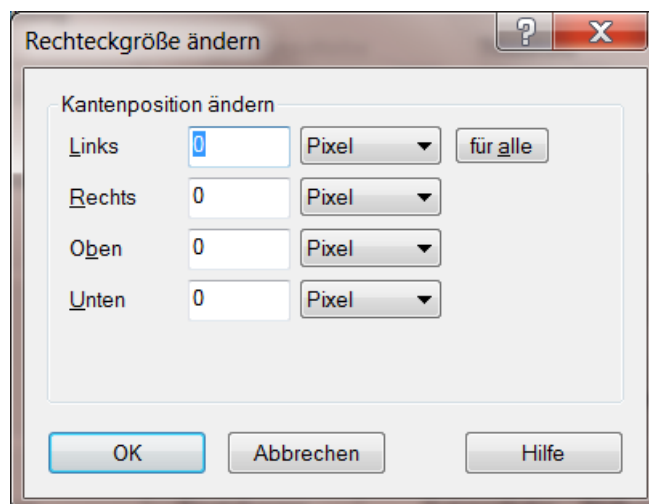 Rechteckgröße ändern
Kantenposition ändern
Links 0 Pixel für alle
Rechts 0 Pixel
Oben 0 Pixel
Unten 0 Pixel
OK Abbrechen Hilfe